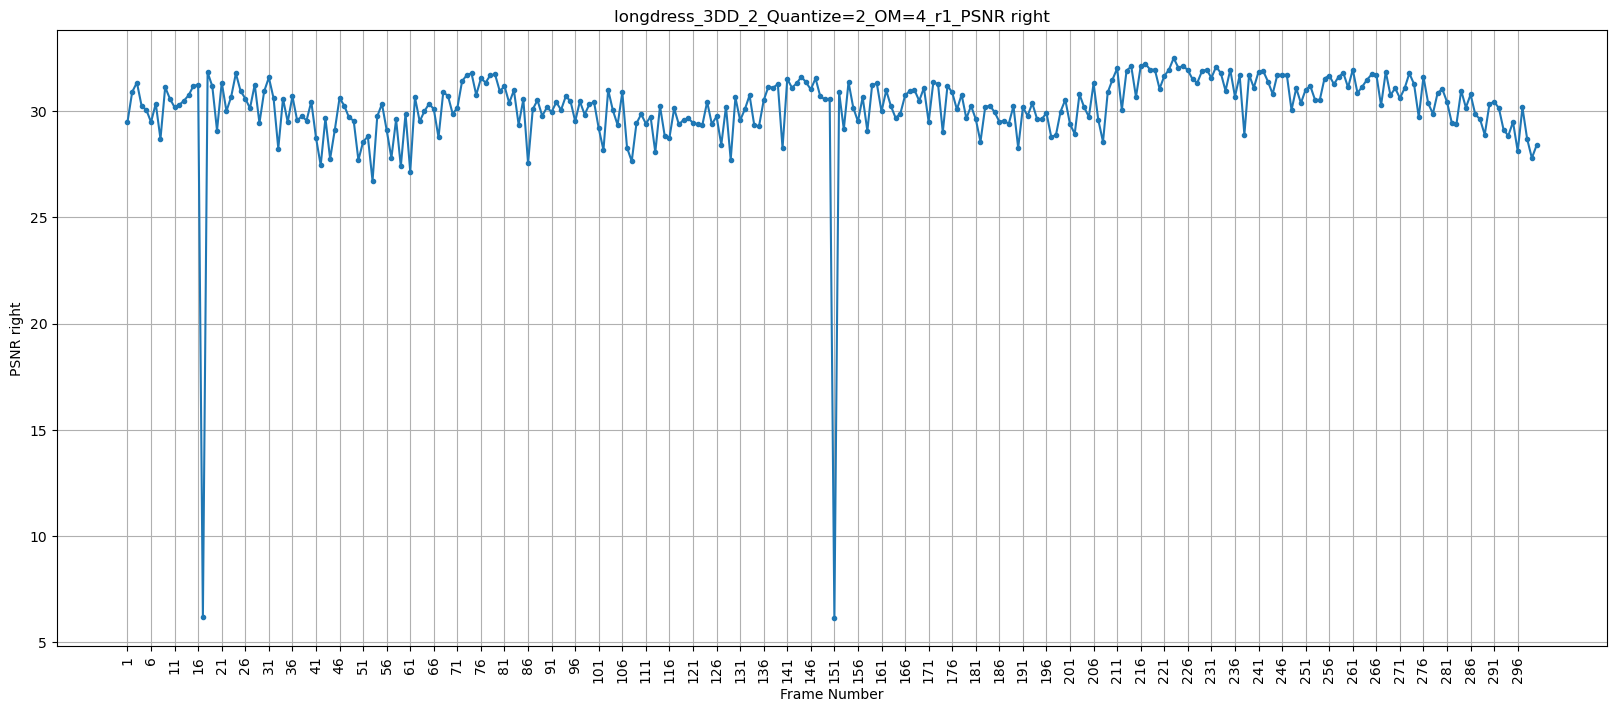 longdress_3DD_2_Quantize=2_OM=4_r1_PSNR right
PSNR right
30
25
20
15
10
5
1 6 11 16 21 26 31 36 41 46 51 56 61 66 71 76 81 86 91 96 101 106 111 116 121 126 131 136 141 146 151 156 161 166 171 176 181 186 191 196 201 206 211 216 221 226 231 236 241 246 251 256 261 266 271 276 281 286 291 296
Frame Number